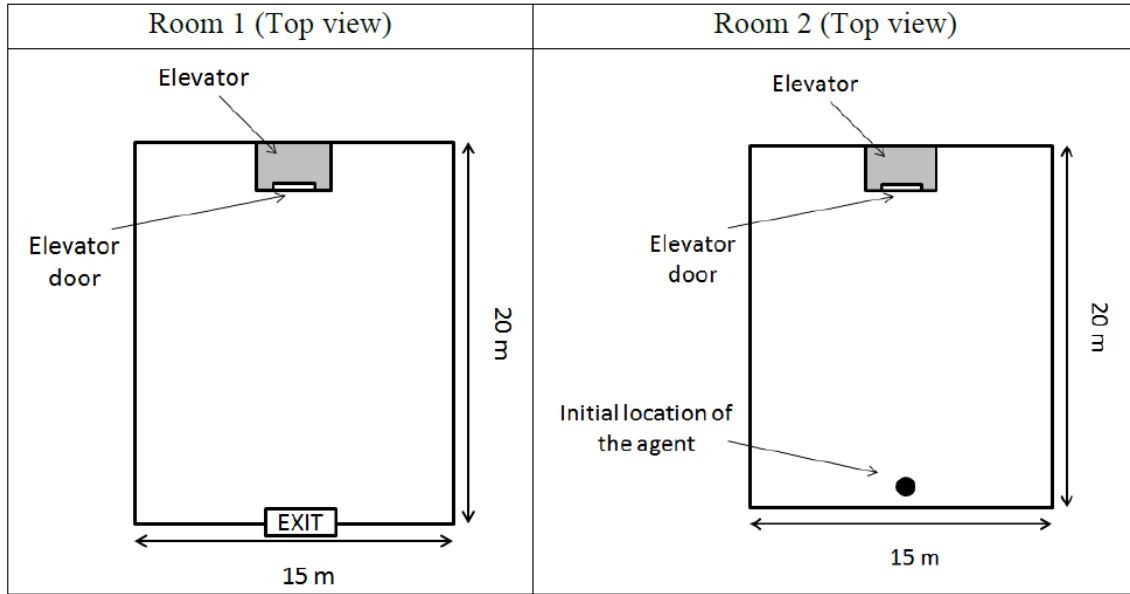 Room 1 (Top view)
Room 2 (Top view)
Elevator
Elevator
door
20 m
EXIT
15 m
Elevator
Elevator
door
20 m
Initial location of
the agent
15 m